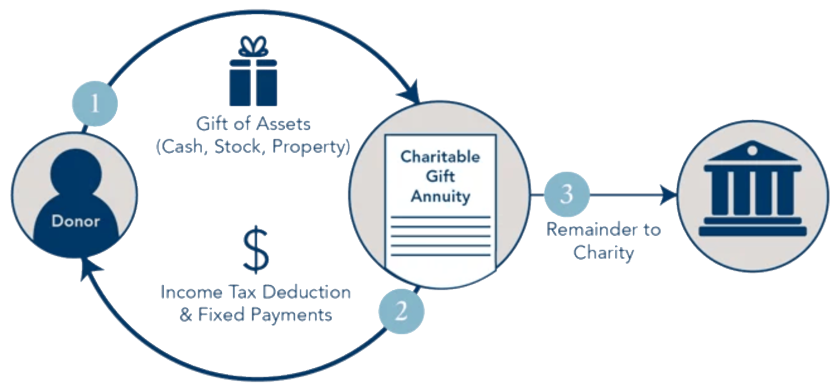 1
Gift of Assets
(Cash, Stock, Property)
Donor
Charitable
Gift
Annuity
3
Remainder to
Charity
$
Income Tax Deduction
& Fixed Payments
2